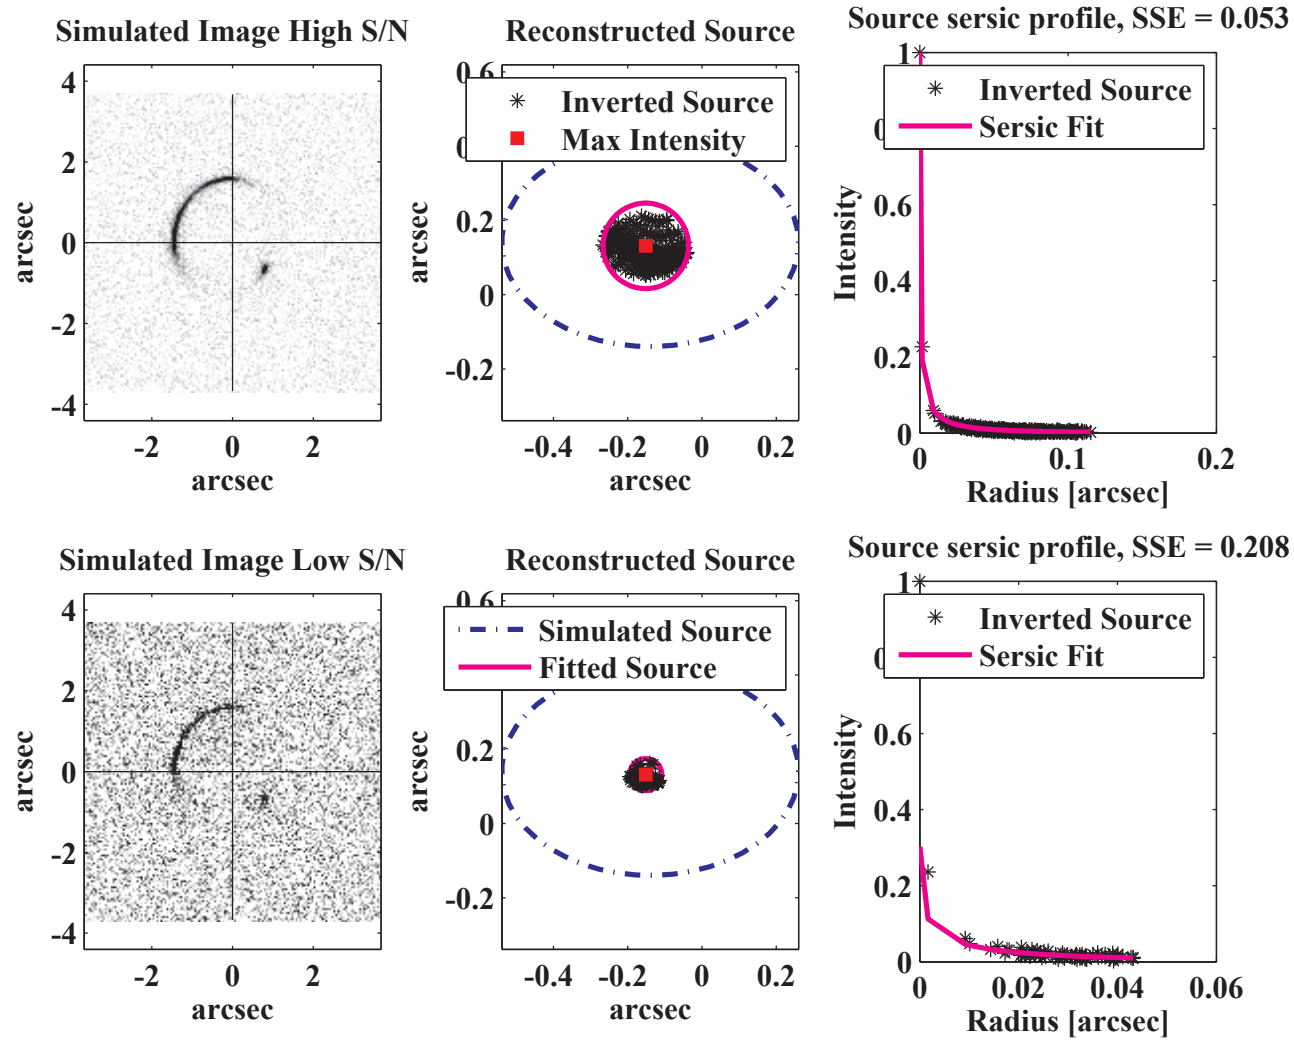 Simulated Image High S/N
4
2
0
-2
-4
-2
0
2
arcsec
arcsec
Reconstructed Source
0.6
0.2
0
-0.2
-0.4
-0.2
0
0.2
arcsec
arcsec
Inverted Source
Max Intensity
Source sersic profile, SSE = 0.053
1
0.6
0.4
0.2
0
0
0.1
0.2
Intensity
Radius [arcsec]
Inverted Source
Sersic Fit
Simulated Image Low S/N
4
2
0
-2
-4
-2
0
2
arcsec
arcsec
Reconstructed Source
0.6
0.2
0
-0.2
-0.4
-0.2
0
0.2
arcsec
arcsec
Simulated Source
Fitted Source
Source sersic profile, SSE = 0.208
1
0.6
0.4
0.2
0
0
0.02
0.04
0.06
Intensity
Radius [arcsec]
Inverted Source
Sersic Fit